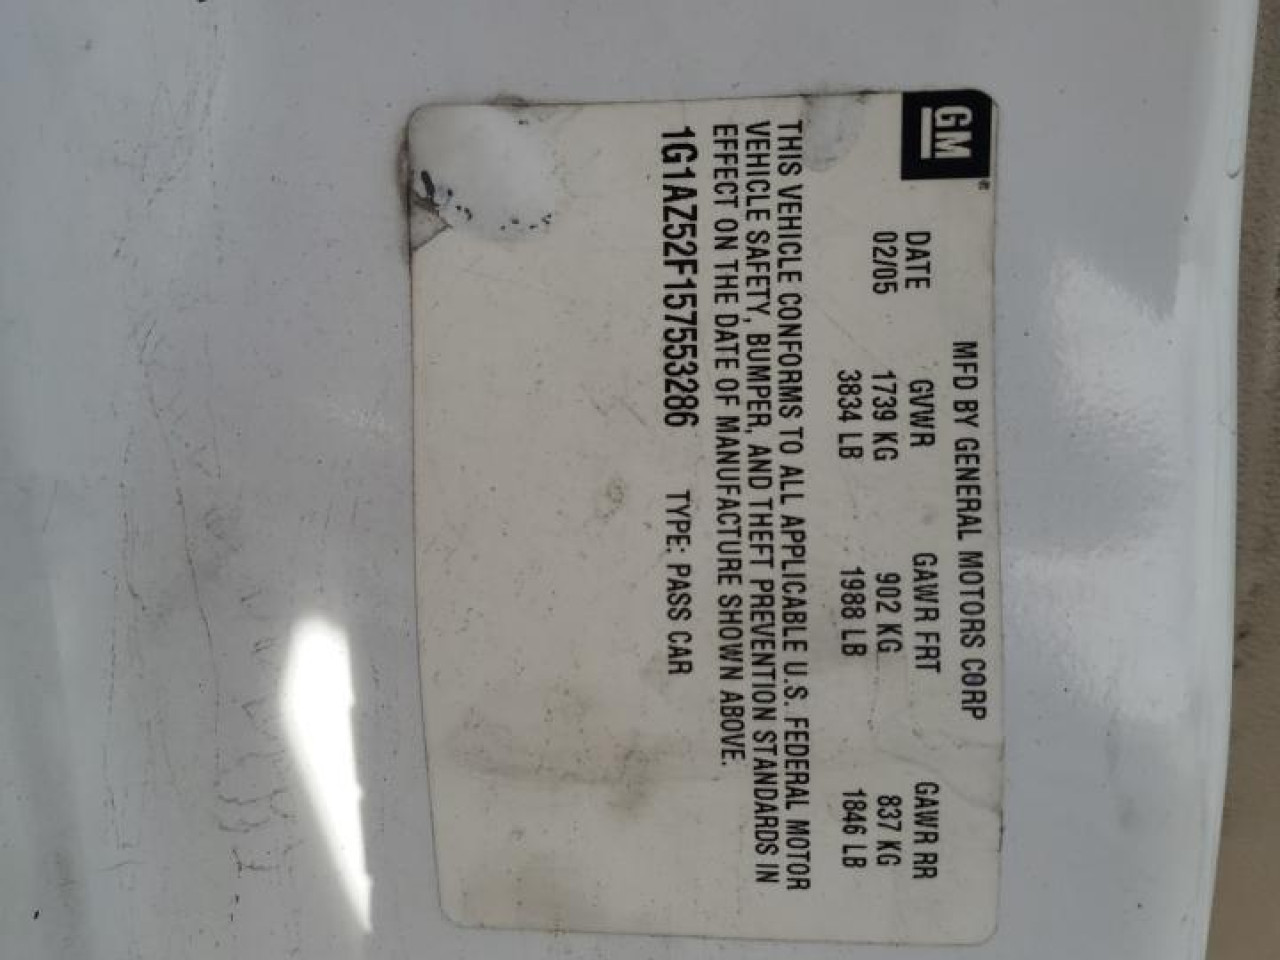 GM®
MFD BY GENERAL MOTORS CORP
DATE GVWR GAWR FRT GAWR RR
02/05 1739 KG 902 KG 837 KG
3834 LB 1988 LB 1846 LB
THIS VEHICLE CONFORMS TO ALL APPLICABLE U.S. FEDERAL MOTOR
VEHICLE SAFETY, BUMPER, AND THEFT PREVENTION STANDARDS IN
EFFECT ON THE DATE OF MANUFACTURE SHOWN ABOVE.
1G1AZ52F157553286 TYPE: PASS CAR